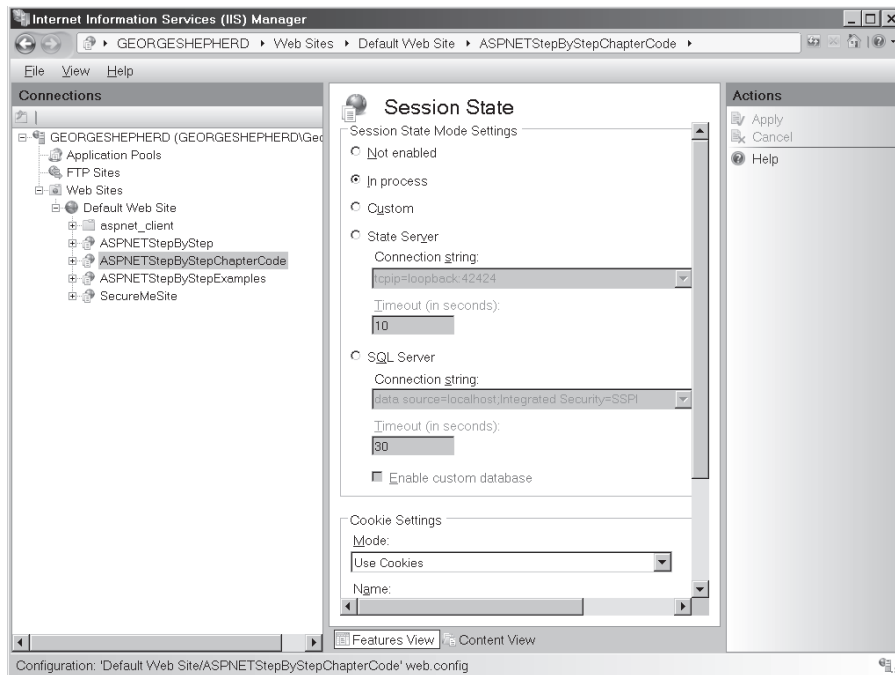 Internet Information Services (IIS) Manager
GEORGESHEPHERD Web Sites Default Web Site ASPNETStepByStepChapterCode
File View Help
Connections
GEORGESHEPHERD (GEORGESHEPHERD\Geo
Application Pools
FTP Sites
Web Sites
Default Web Site
aspnet_client
ASPNETStepByStep
ASPNETStepByStepChapterCode
ASPNETStepByStepExamples
SecureMeSite
Session State
Session State Mode Settings
Not enabled
In process
Custom
State Server
Connection string:
tcpip=loopback:42424
Timeout (in seconds):
10
SQL Server
Connection string:
data source=localhost;Integrated Security=SSPI
Timeout (in seconds):
30
Enable custom database
Cookie Settings
Mode:
Use Cookies
Name:
Features View Content View
Actions
Apply
Cancel
Help
Configuration: 'Default Web Site/ASPNETStepByStepChapterCode' web.config